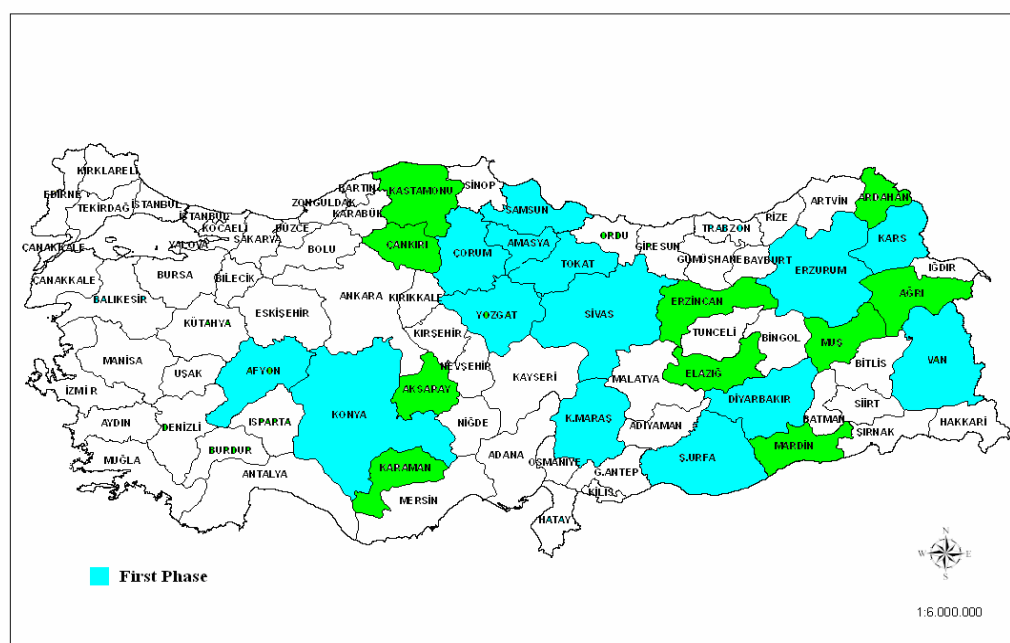 KIRKLARELİ
EDİRNE
TEKİRDAĞ
İSTANBUL
İSTANBUL
KOCAELİ
YALOVA
SAKARYA
DÜZCE
ZONGULDAK
BARTIN
KARABÜK
KASTAMONU
SİNOP
SAMSUN
ÇANKIRI
ÇORUM
AMASYA
TOKAT
ORDU
GİRESUN
TRABZON
GÜMÜŞHANE
BAYBURT
RİZE
ARTVİN
ARDAHAN
KARS
IĞDIR
ERZURUM
AĞRI
ÇANAKKALE
ÇANAKKALE
BALIKESİR
BURSA
BİLECİK
BOLU
ANKARA
KIRIKKALE
ESKİŞEHİR
KÜTAHYA
KIRŞEHİR
YOZGAT
SİVAS
ERZİNCAN
TUNCELİ
BİNGOL
MUŞ
BİTLİS
VAN
MANİSA
UŞAK
AFYON
İZMİR
AYDIN
DENİZLİ
ISPARTA
BURDUR
MUĞLA
ANTALYA
KONYA
AKSARAY
NEVŞEHİR
KAYSERİ
NİĞDE
KARAMAN
MERSİN
ADANA
OSMANİYE
K.MARAŞ
MALATYA
ELAZIĞ
ADIYAMAN
DİYARBAKIR
BATMAN
SİİRT
ŞIRNAK
HAKKARİ
MARDİN
Ş.URFA
G.ANTEP
KİLİS
HATAY
N
W
E
S
First Phase
1:6.000.000